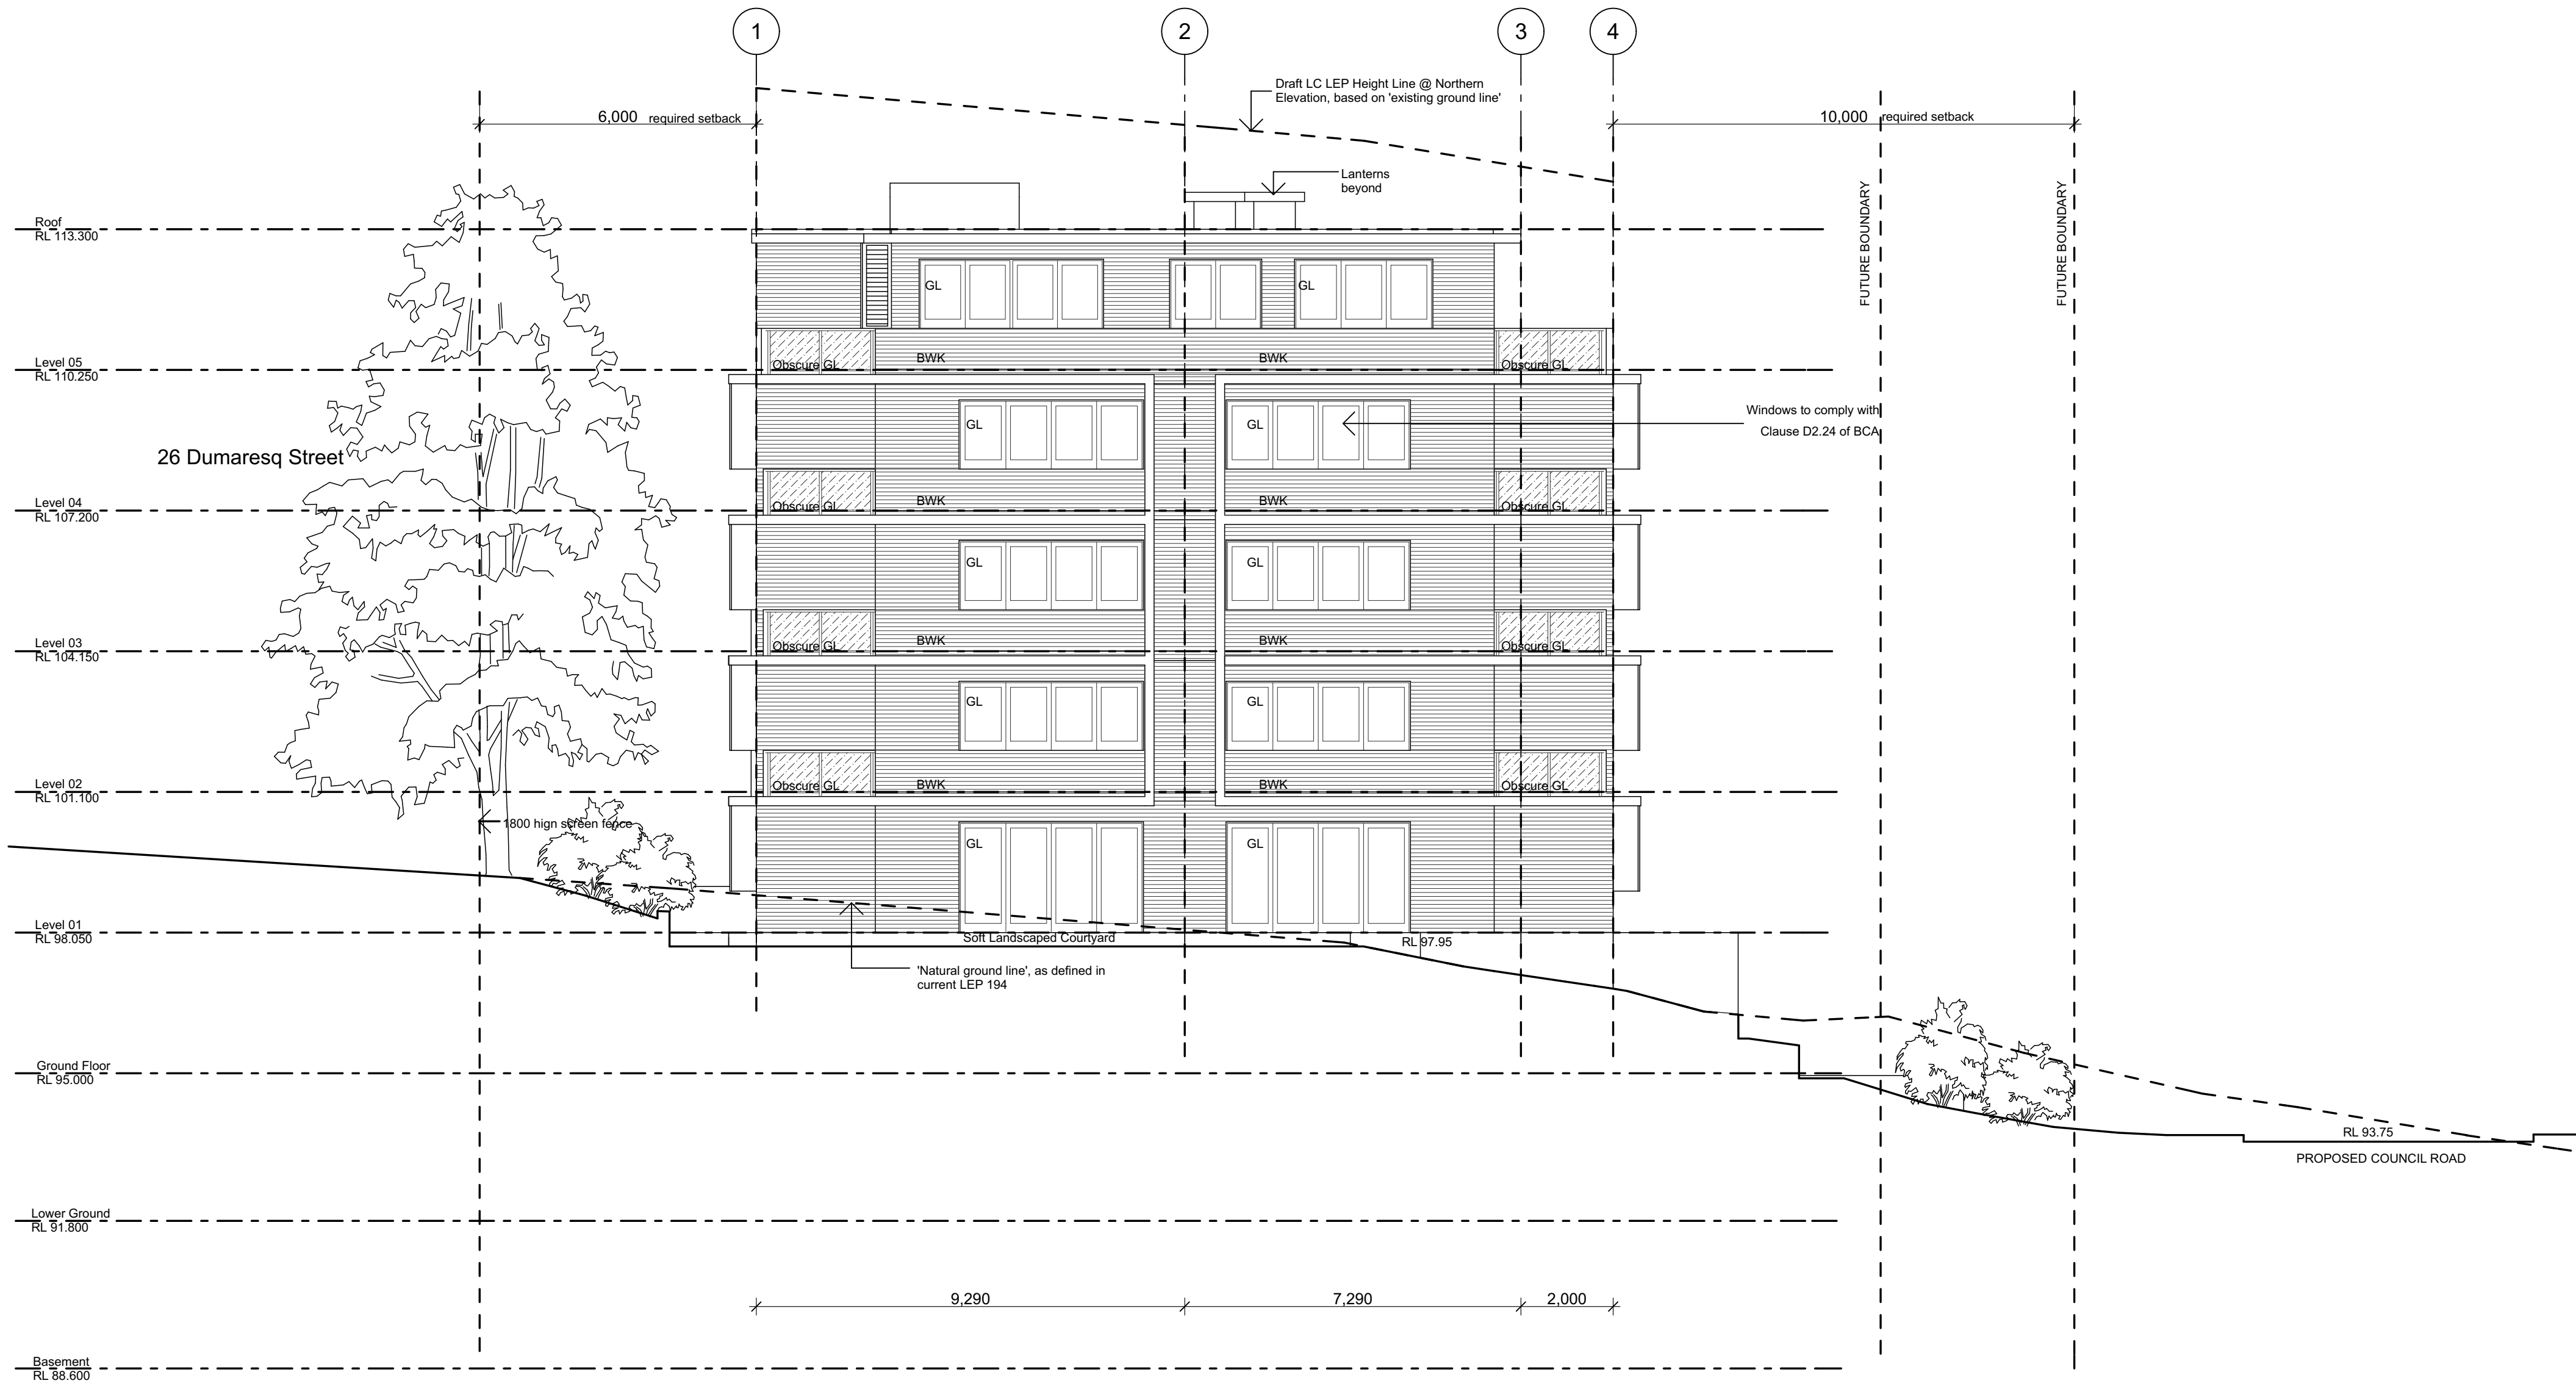 1
2
3
4
Draft LC LEP Height Line @ Northern
Elevation, based on 'existing ground line'
6,000 required setback
10,000 required setback
Lanterns
beyond
FUTURE BOUNDARY
FUTURE BOUNDARY
Roof
RL 113.300
GL
GL
Level 05
RL 110.250
Obscure GL
BWK
BWK
Obscure GL
Windows to comply with
Clause D2.24 of BCA
GL
GL
26 Dumaresq Street
Level 04
RL 107.200
Obscure GL
BWK
BWK
Obscure GL
GL
GL
Level 03
RL 104.150
Obscure GL
BWK
BWK
Obscure GL
GL
GL
Level 02
RL 101.100
Obscure GL
BWK
BWK
Obscure GL
1800 hign screen fence
GL
GL
Level 01
RL 98.050
Soft Landscaped Courtyard
RL 97.95
'Natural ground line', as defined in
current LEP 194
Ground Floor
RL 95.000
RL 93.75
PROPOSED COUNCIL ROAD
Lower Ground
RL 91.800
9,290
7,290
2,000
Basement
RL 88.600